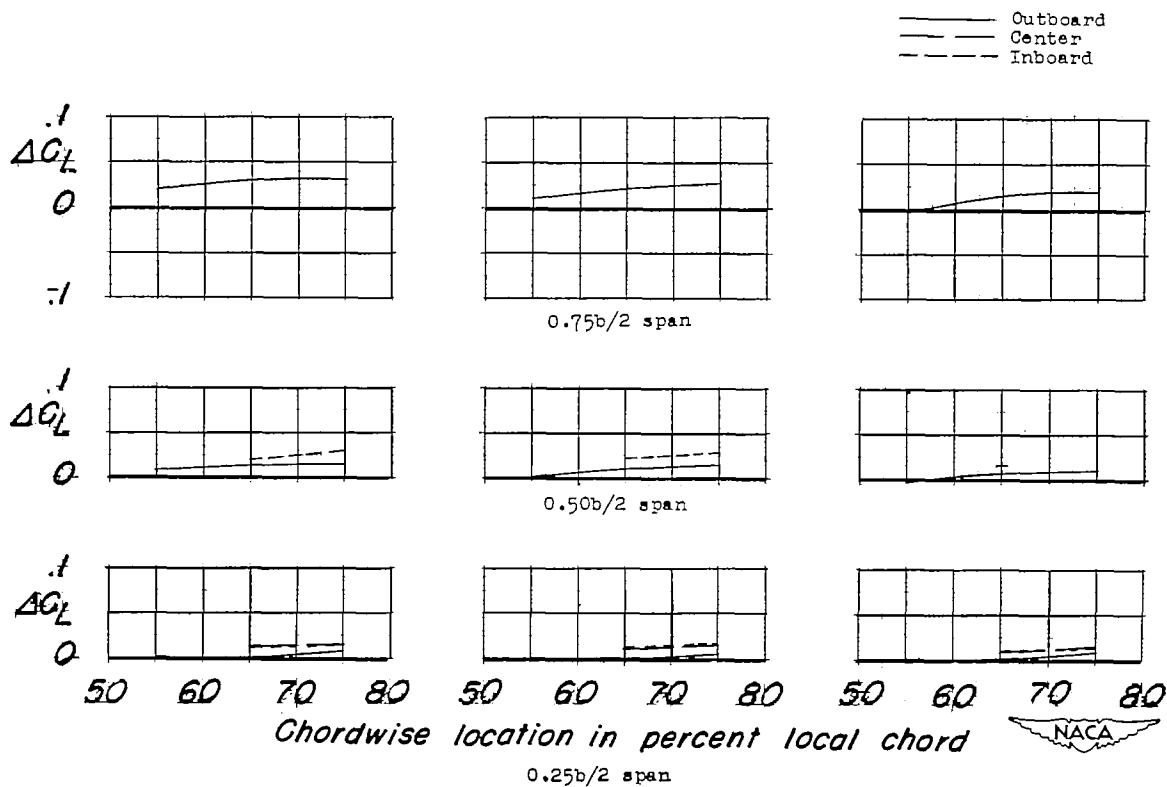 Outboard
Center
Inboard
.1
ΔCL
0
-.1
0.75b/2 span
.1
ΔCL
0
0.50b/2 span
.1
ΔCL
0
50 60 70 80 50 60 70 80 50 60 70 80
Chordwise location in percent local chord
NACA
0.25b/2 span